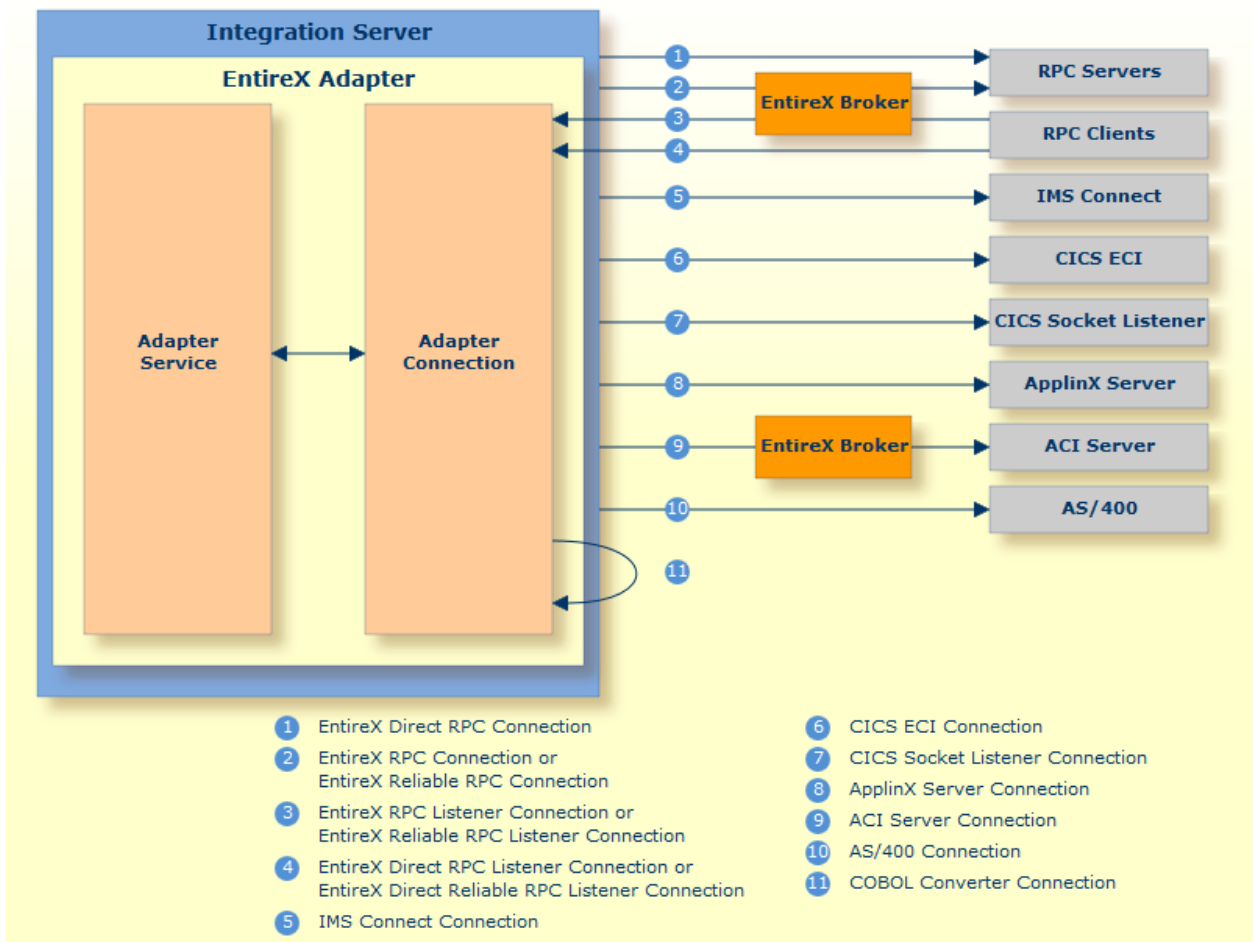 Integration Server
EntireX Adapter
Adapter
Service
Adapter
Connection
1
2
3
4
5
6
7
8
9
10
11
EntireX Broker
EntireX Broker
RPC Servers
RPC Clients
IMS Connect
CICS ECI
CICS Socket Listener
ApplinX Server
ACI Server
AS/400
1 EntireX Direct RPC Connection
2 EntireX RPC Connection or
EntireX Reliable RPC Connection
3 EntireX RPC Listener Connection or
EntireX Reliable RPC Listener Connection
4 EntireX Direct RPC Listener Connection or
EntireX Direct Reliable RPC Listener Connection
5 IMS Connect Connection
6 CICS ECI Connection
7 CICS Socket Listener Connection
8 ApplinX Server Connection
9 ACI Server Connection
10 AS/400 Connection
11 COBOL Converter Connection